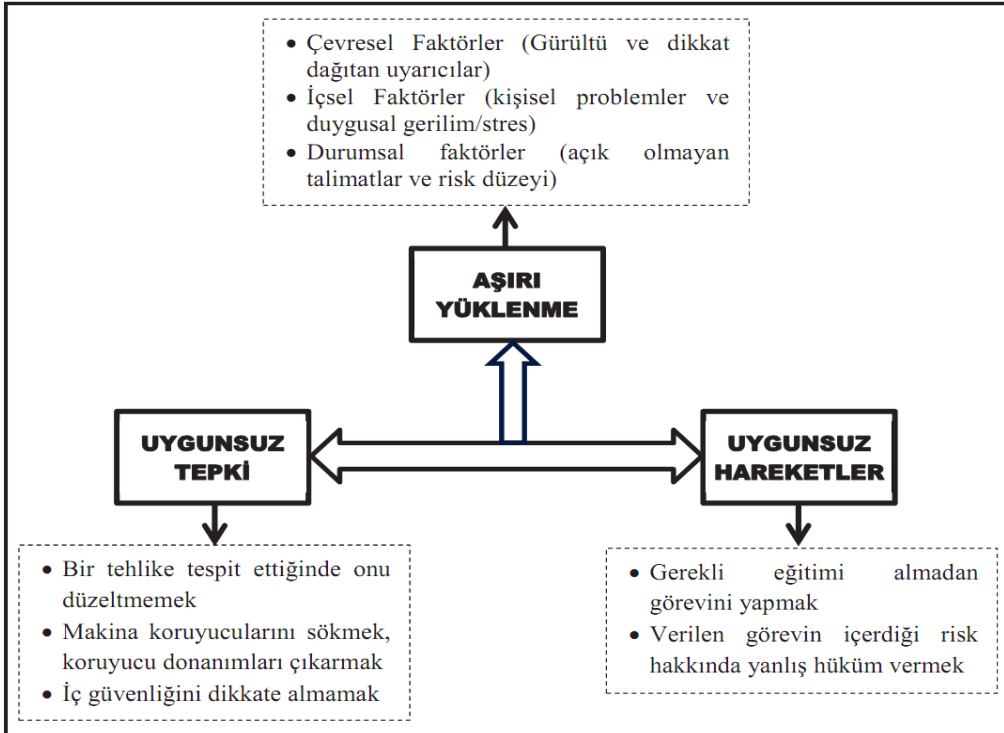 • Çevresel Faktörler (Gürültü ve dikkat
dağıtan uyarıcılar)
• İçsel Faktörler (kişisel problemler ve
duygusal gerilim/stres)
• Durumsal faktörler (açık olmayan
talimatlar ve risk düzeyi)
AŞIRI
YÜKLENME
UYGUNSUZ
TEPKİ
UYGUNSUZ
HAREKETLER
• Bir tehlike tespit ettiğinde onu
düzeltmemek
• Makina koruyucularını sökmek,
koruyucu donanımları çıkarmak
• İç güvenliğini dikkate almamak
• Gerekli eğitimi almadan
görevini yapmak
• Verilen görevin içerdiği risk
hakkında yanlış hüküm vermek